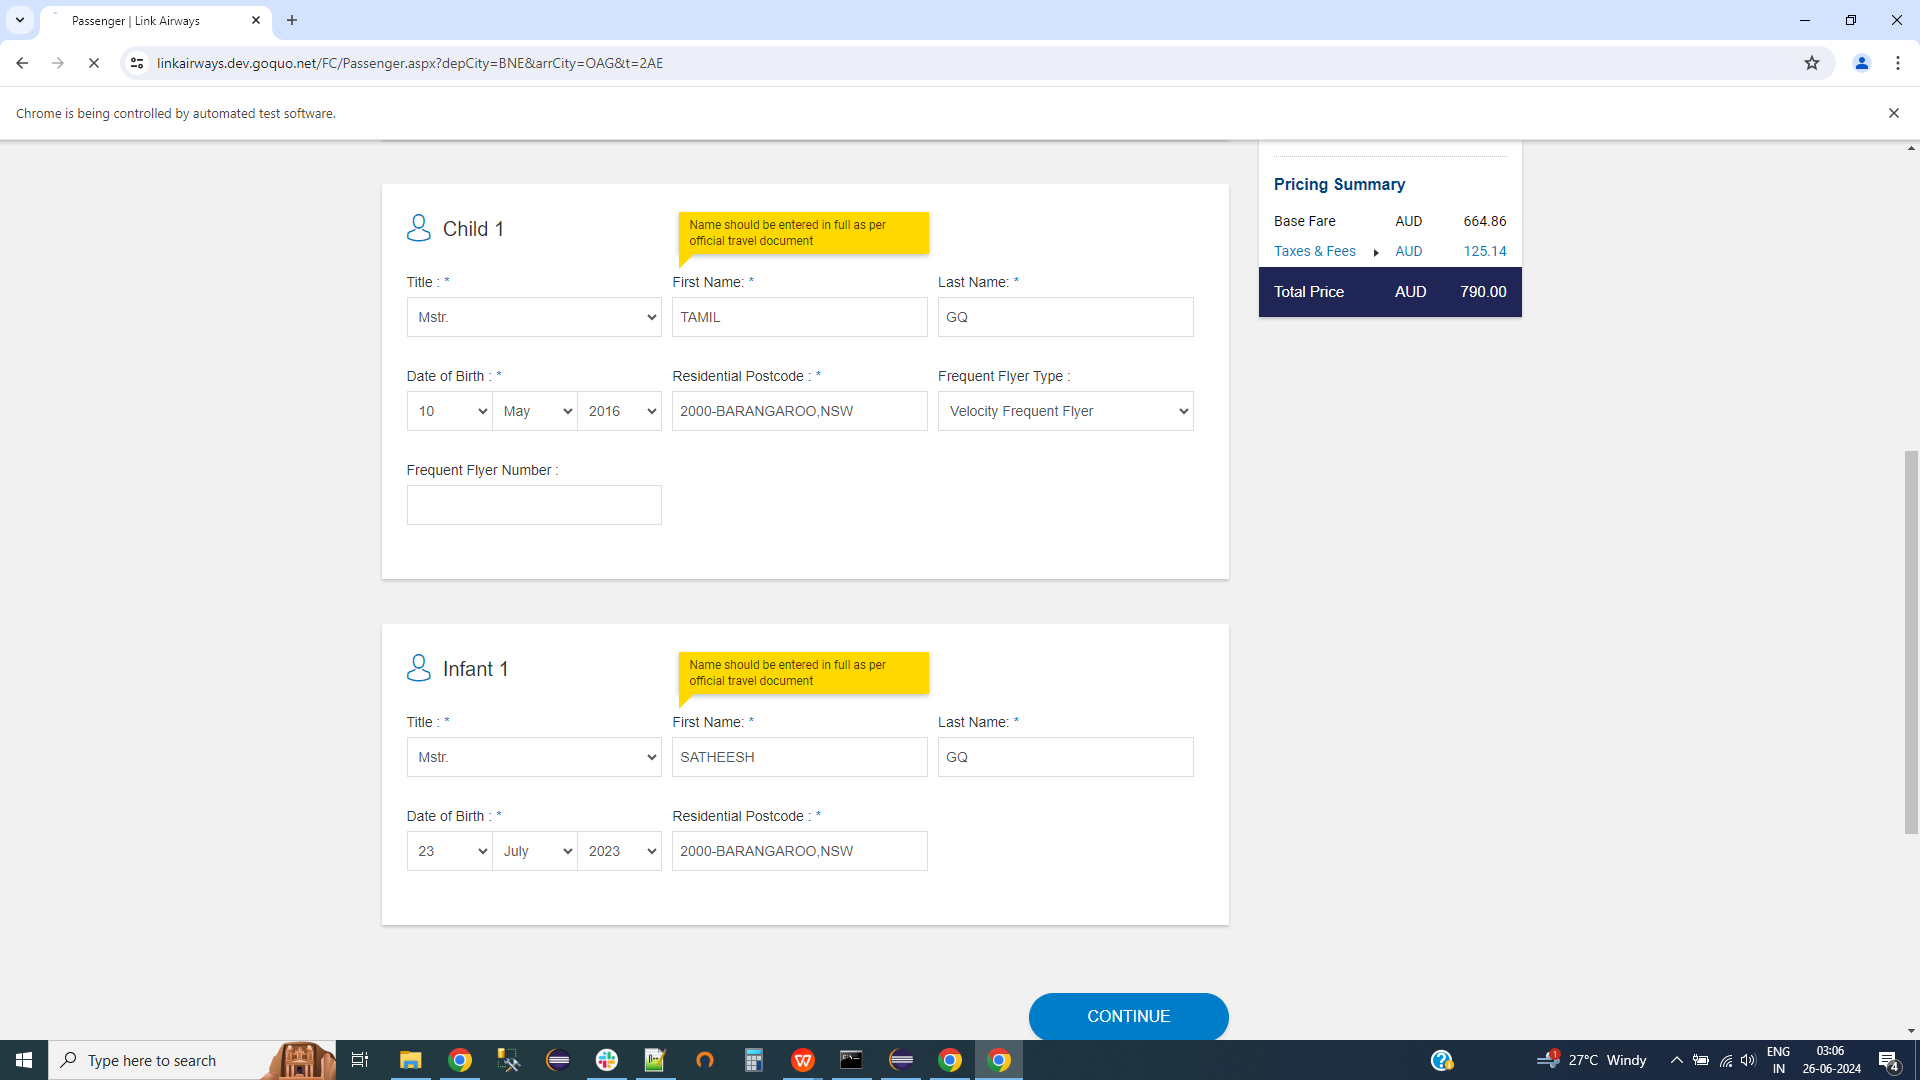 Passenger | Link Airways
linkairways.dev.goquo.net/FC/Passenger.aspx?depCity=BNE&arrCity=OAG&t=2AE
Chrome is being controlled by automated test software.
Child 1
Name should be entered in full as per
official travel document
Title : *
First Name: *
Last Name: *
Mstr.
TAMIL
GQ
Date of Birth : *
Residential Postcode : *
Frequent Flyer Type :
10
May
2016
2000-BARANGAROO,NSW
Velocity Frequent Flyer
Frequent Flyer Number :
Infant 1
Name should be entered in full as per
official travel document
Title : *
First Name: *
Last Name: *
Mstr.
SATHEESH
GQ
Date of Birth : *
Residential Postcode : *
23
July
2023
2000-BARANGAROO,NSW
CONTINUE
Pricing Summary
Base Fare AUD 664.86
Taxes & Fees AUD 125.14
Total Price AUD 790.00
Type here to search
1
27°C Windy
ENG
IN
03:06
26-06-2024
4